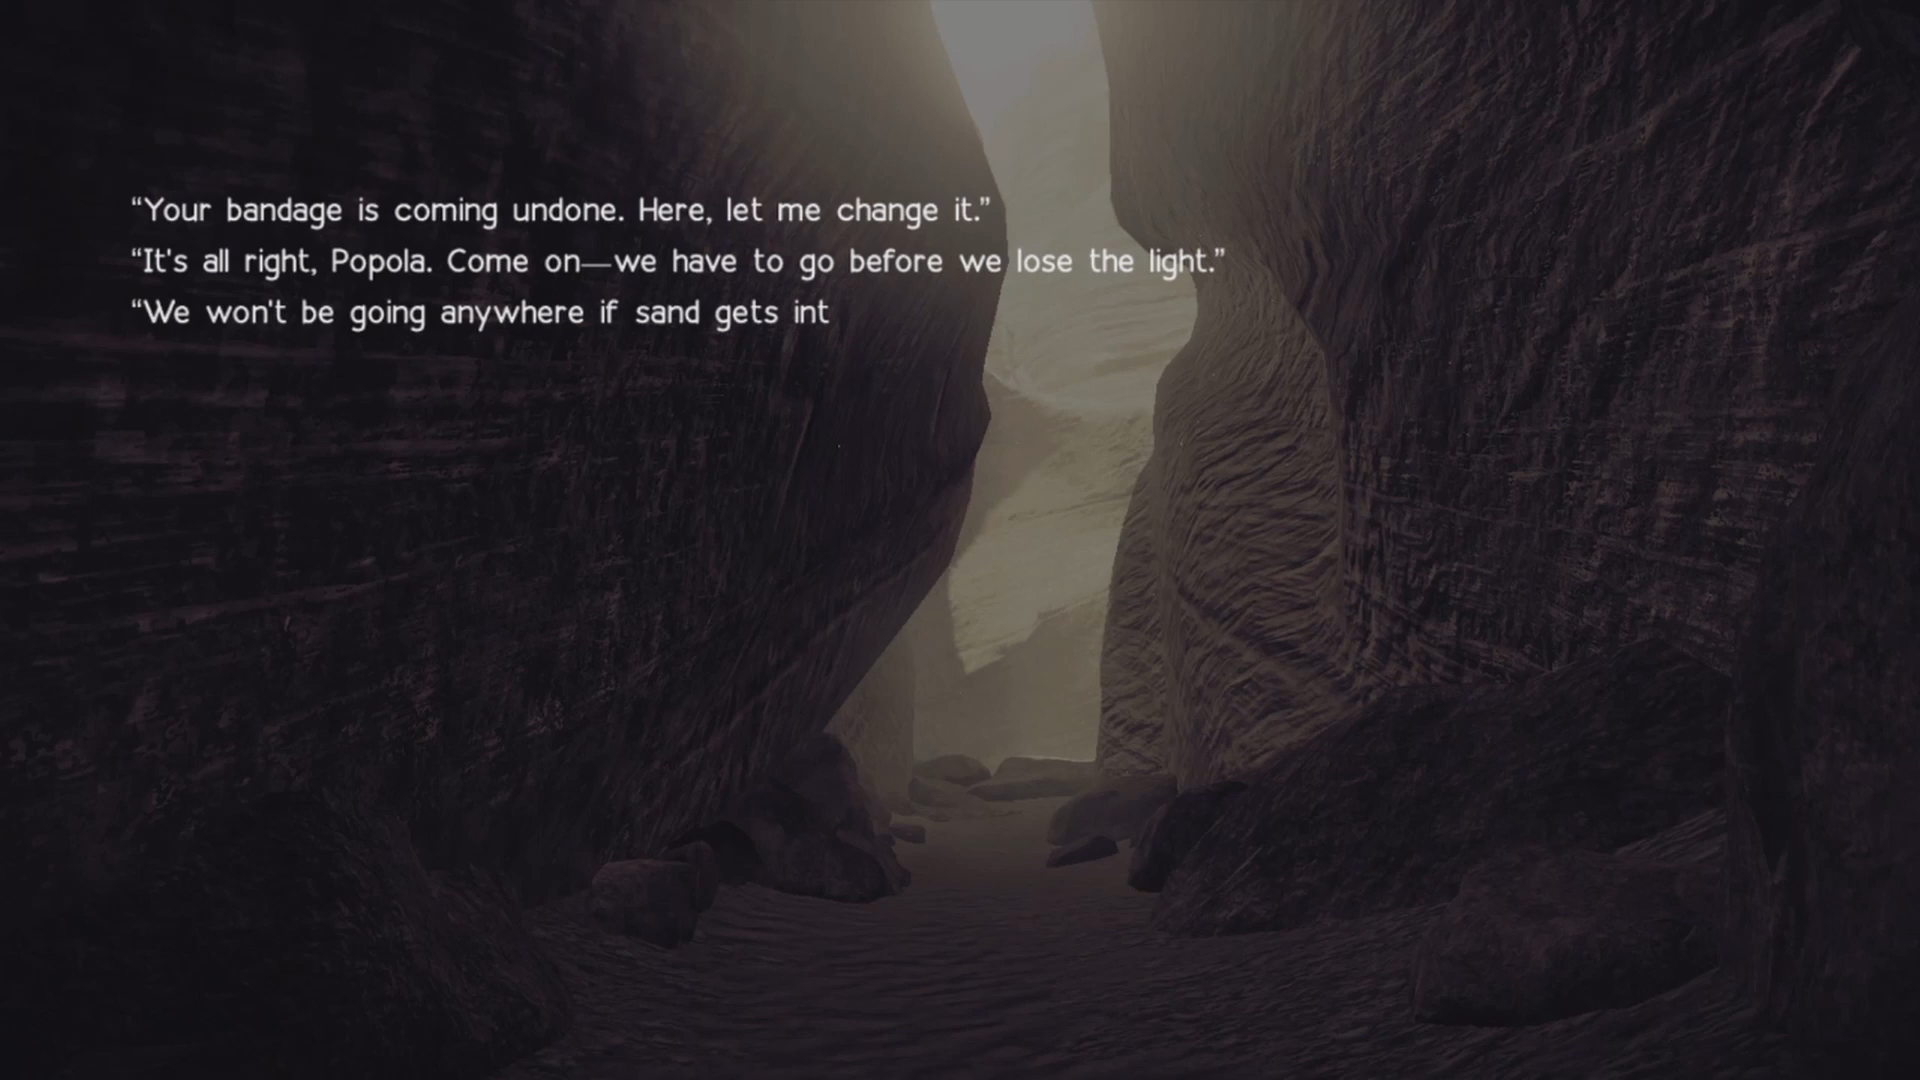 “Your bandage is coming undone. Here, let me change it.”
“It's all right, Popola. Come on—we have to go before we lose the light.”
“We won't be going anywhere if sand gets int